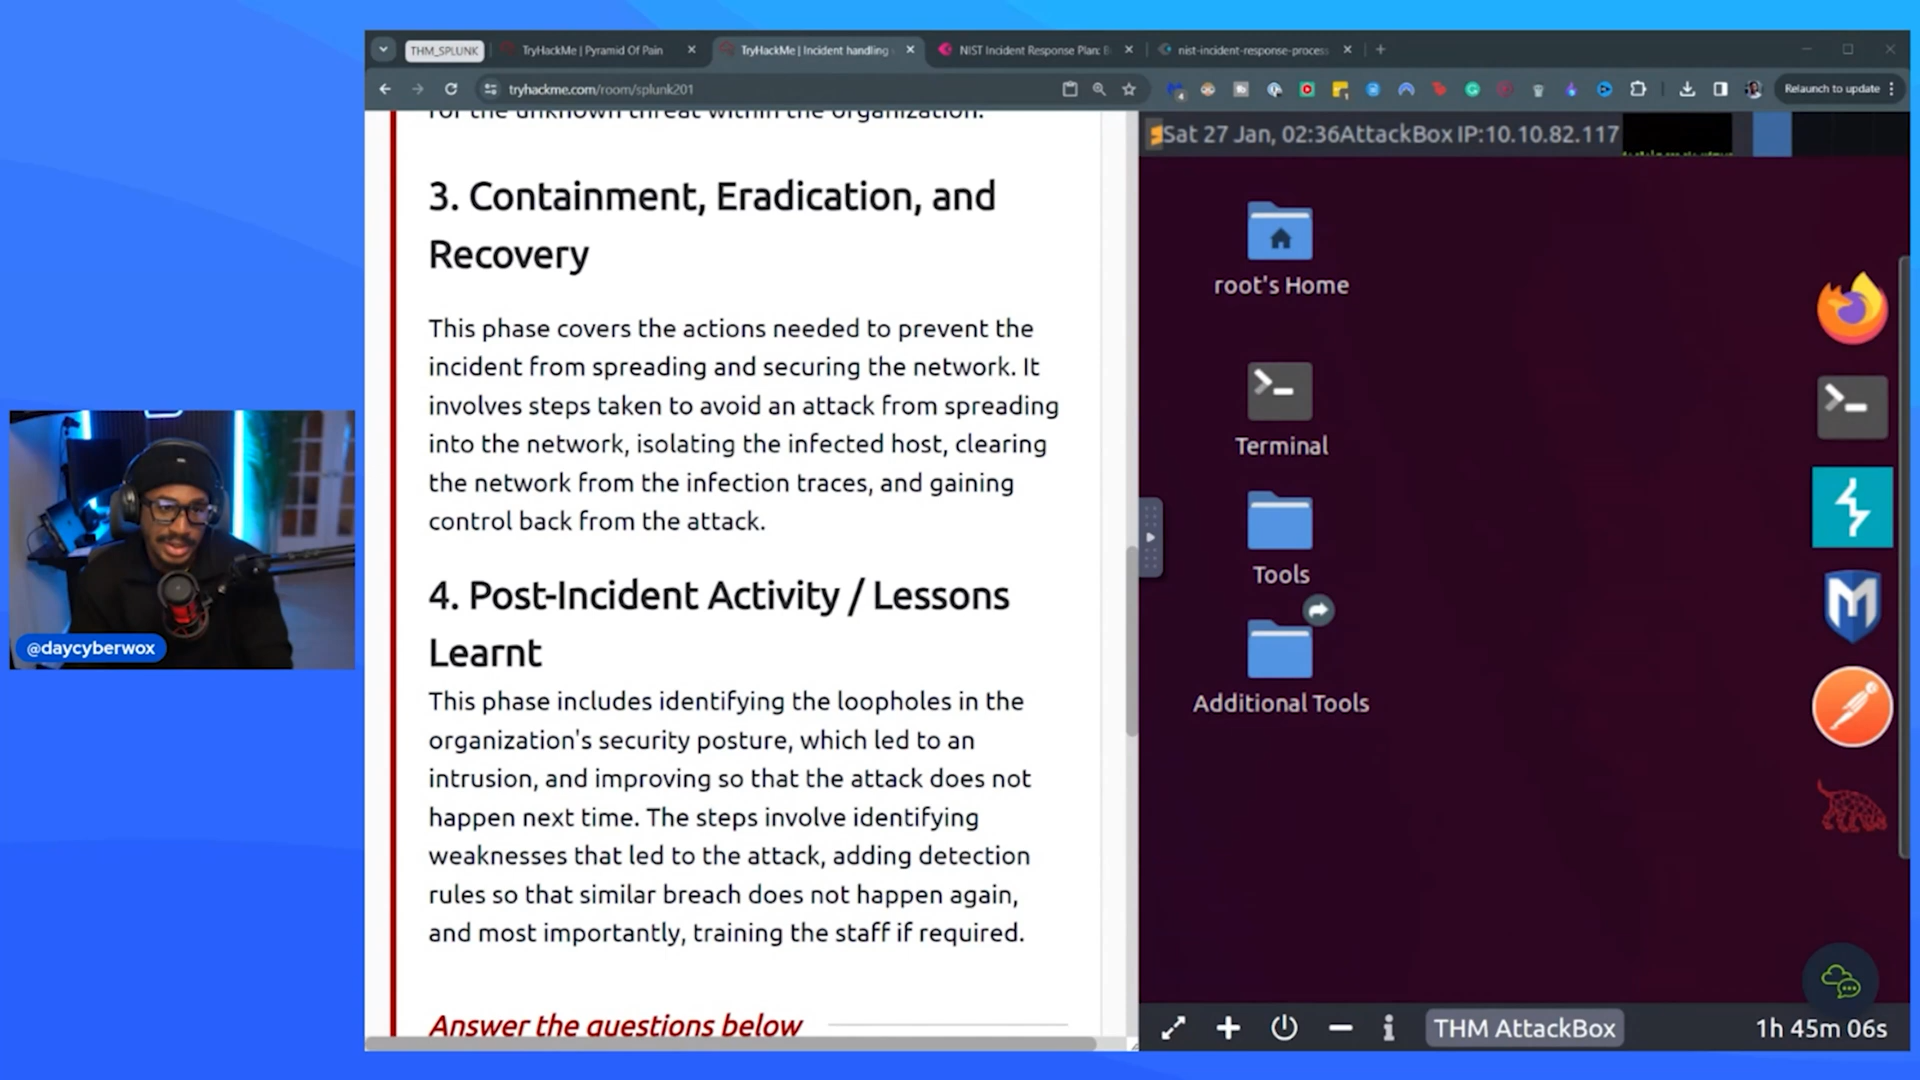 THM_SPLUNK
TryHackMe | Pyramid Of Pain
TryHackMe | Incident handling
NIST Incident Response Plan: B
nist-incident-response-process
tryhackme.com/room/splunk201
Relaunch to update
for the unknown threat within the organization.
3. Containment, Eradication, and
Recovery
This phase covers the actions needed to prevent the
incident from spreading and securing the network. It
involves steps taken to avoid an attack from spreading
into the network, isolating the infected host, clearing
the network from the infection traces, and gaining
control back from the attack.
4. Post-Incident Activity / Lessons
Learnt
This phase includes identifying the loopholes in the
organization's security posture, which led to an
intrusion, and improving so that the attack does not
happen next time. The steps involve identifying
weaknesses that led to the attack, adding detection
rules so that similar breach does not happen again,
and most importantly, training the staff if required.
Answer the questions below
Sat 27 Jan, 02:36AttackBox IP:10.10.82.117
root's Home
Terminal
Tools
Additional Tools
THM AttackBox
1h 45m 06s
@daycyberwox